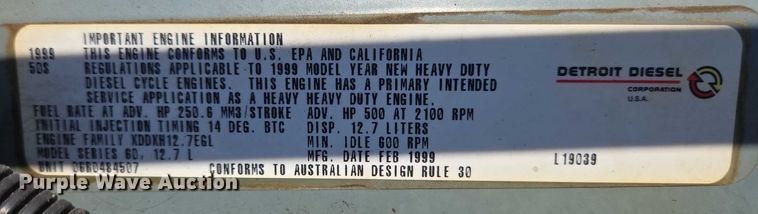 IMPORTANT ENGINE INFORMATION
1999 THIS ENGINE CONFORMS TO U.S. EPA AND CALIFORNIA
50S REGULATIONS APPLICABLE TO 1999 MODEL YEAR NEW HEAVY DUTY
DIESEL CYCLE ENGINES. THIS ENGINE HAS A PRIMARY INTENDED
SERVICE APPLICATION AS A HEAVY HEAVY DUTY ENGINE.
FUEL RATE AT ADV. HP 250.6 MM3/STROKE ADV. HP 500 AT 2100 RPM
INITIAL INJECTION TIMING 14 DEG. BTC DISP. 12.7 LITERS
ENGINE FAMILY XDDXH12.7EGL MIN. IDLE 600 RPM
MODEL SERIES 60, 12.7 L MFG. DATE FEB 1999
UNIT 06R0484507 CONFORMS TO AUSTRALIAN DESIGN RULE 30
DETROIT DIESEL
CORPORATION
U.S.A.
L19039
Purple Wave Auction